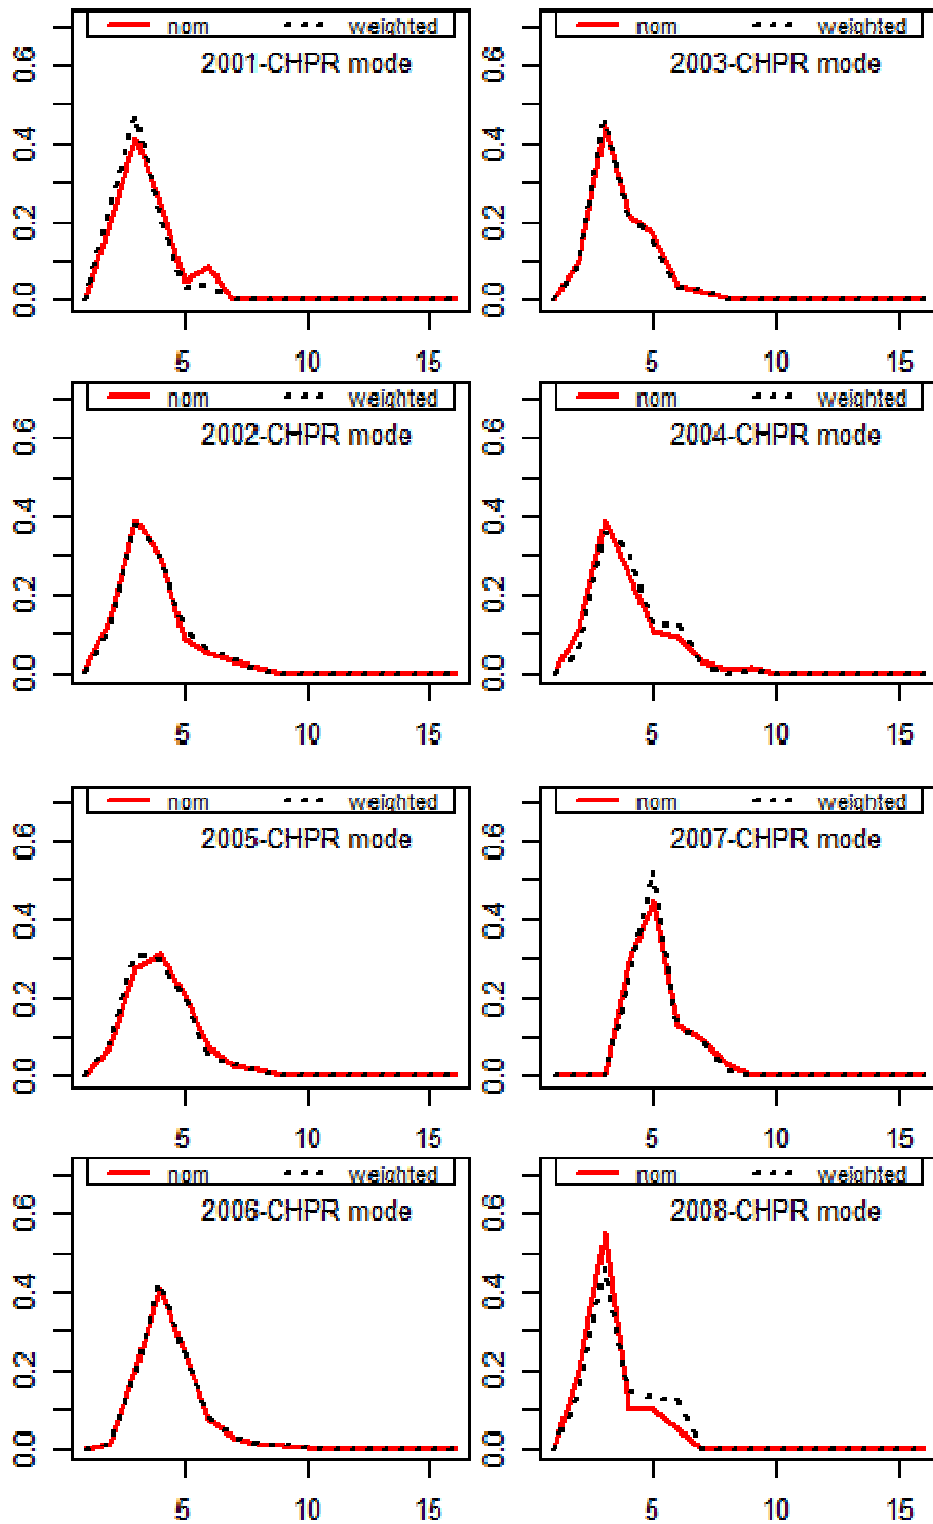 nom weighted
2001-CHPR mode
0.0 0.2 0.4 0.6
5 10 15
nom weighted
2003-CHPR mode
0.0 0.2 0.4 0.6
5 10 15
nom weighted
2002-CHPR mode
0.0 0.2 0.4 0.6
5 10 15
nom weighted
2004-CHPR mode
0.0 0.2 0.4 0.6
5 10 15
nom weighted
2005-CHPR mode
0.0 0.2 0.4 0.6
5 10 15
nom weighted
2007-CHPR mode
0.0 0.2 0.4 0.6
5 10 15
nom weighted
2006-CHPR mode
0.0 0.2 0.4 0.6
5 10 15
nom weighted
2008-CHPR mode
0.0 0.2 0.4 0.6
5 10 15